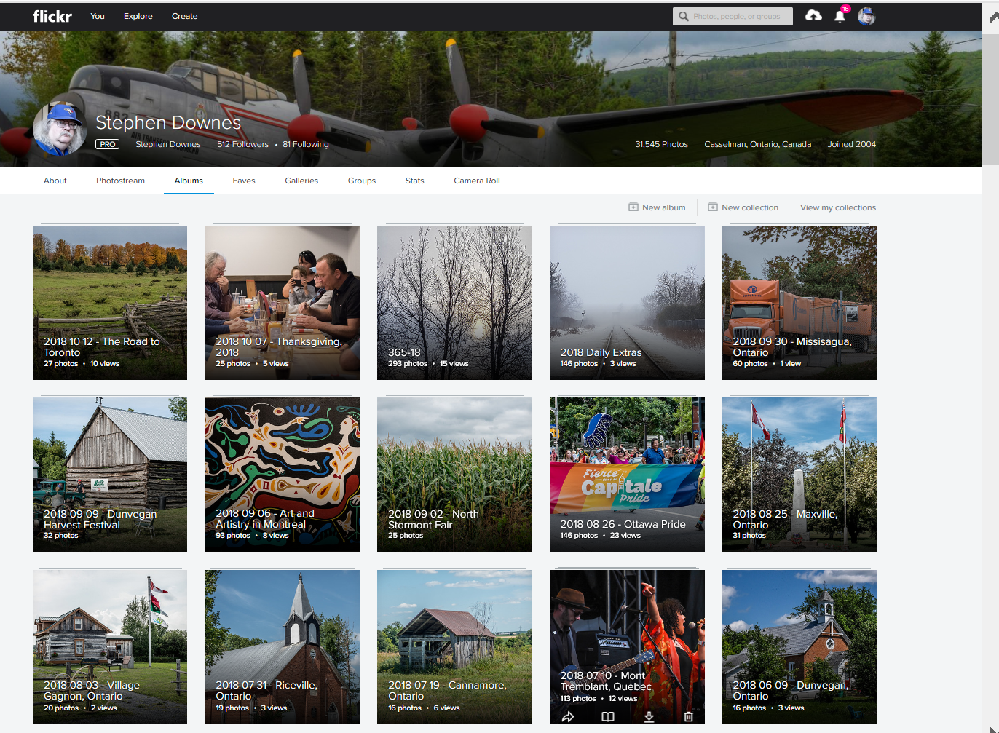 flickr
You Explore Create
Photos, people, or groups
16
882
AIR TRANSPO
Stephen Downes
PRO Stephen Downes 512 Followers • 81 Following
31,545 Photos Casselman, Ontario, Canada Joined 2004
About Photostream Albums Faves Galleries Groups Stats Camera Roll
New album New collection View my collections
2018 10 12 - The Road to
Toronto
27 photos • 10 views
2018 10 07 - Thanksgiving,
2018
25 photos • 5 views
365-18
293 photos • 15 views
2018 Daily Extras
146 photos • 3 views
2018 09 30 - Missisagua,
Ontario
60 photos • 1 view
2018 09 09 - Dunvegan
Harvest Festival
32 photos
2018 09 06 - Art and
Artistry in Montreal
93 photos • 8 views
2018 09 02 - North
Stormont Fair
25 photos
Fierce
Capitale
Pride
2018 08 26 - Ottawa Pride
146 photos • 23 views
2018 08 25 - Maxville,
Ontario
31 photos
2018 08 03 - Village
Gagnon, Ontario
20 photos • 2 views
2018 07 31 - Riceville,
Ontario
19 photos • 3 views
2018 07 19 - Cannamore,
Ontario
16 photos • 6 views
2018 07 10 - Mont
Tremblant, Quebec
113 photos • 12 views
2018 06 09 - Dunvegan,
Ontario
16 photos • 3 views